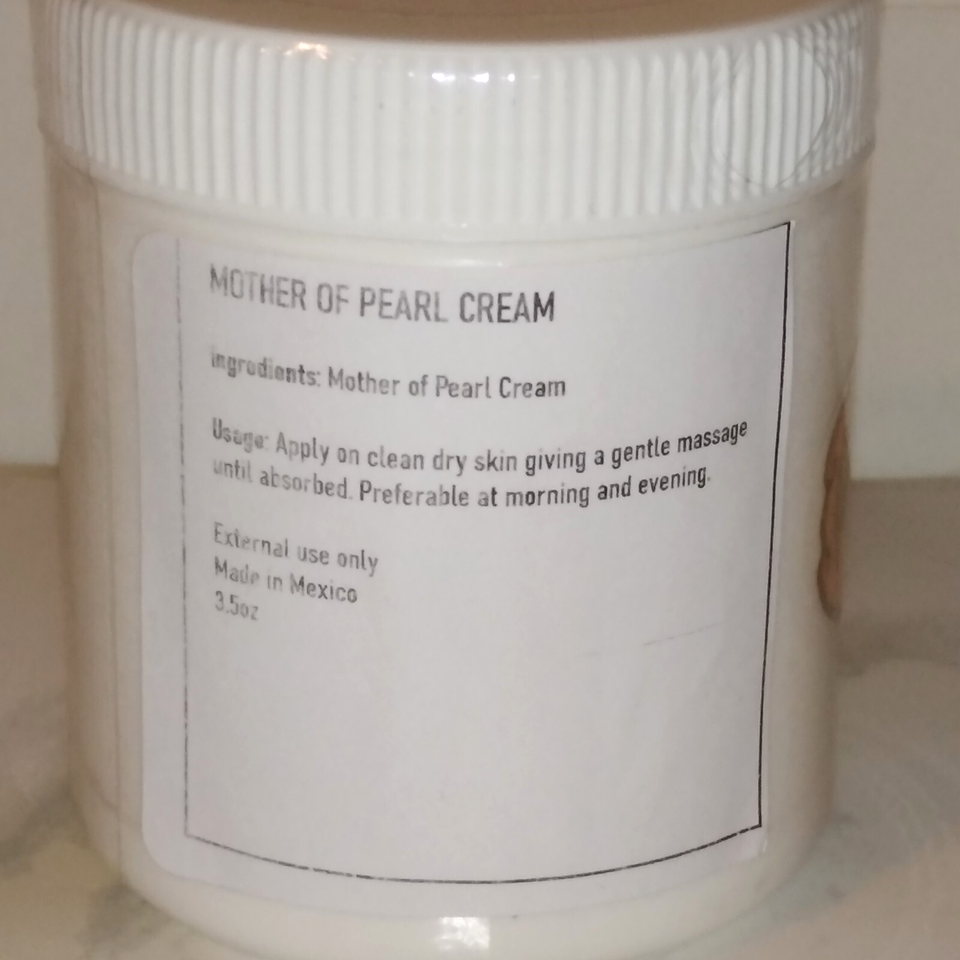 MOTHER OF PEARL CREAM
Ingredients: Mother of Pearl Cream
Usage: Apply on clean dry skin giving a gentle massage
until absorbed. Preferable at morning and evening.
External use only
Made in Mexico
3.5oz